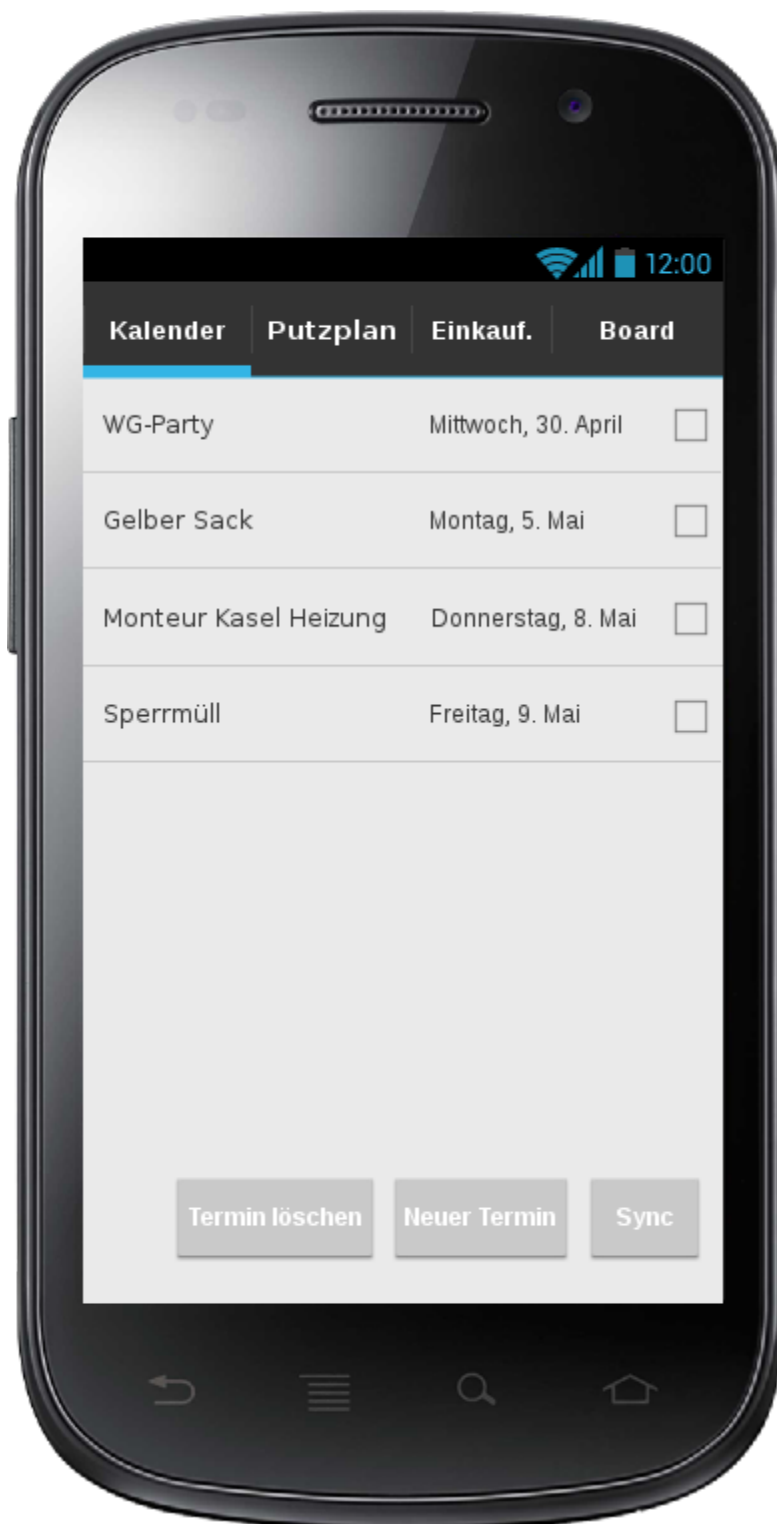 12:00
Kalender Putzplan Einkauf. Board
WG-Party Mittwoch, 30. April
Gelber Sack Montag, 5. Mai
Monteur Kasel Heizung Donnerstag, 8. Mai
Sperrmüll Freitag, 9. Mai
Termin löschen Neuer Termin Sync